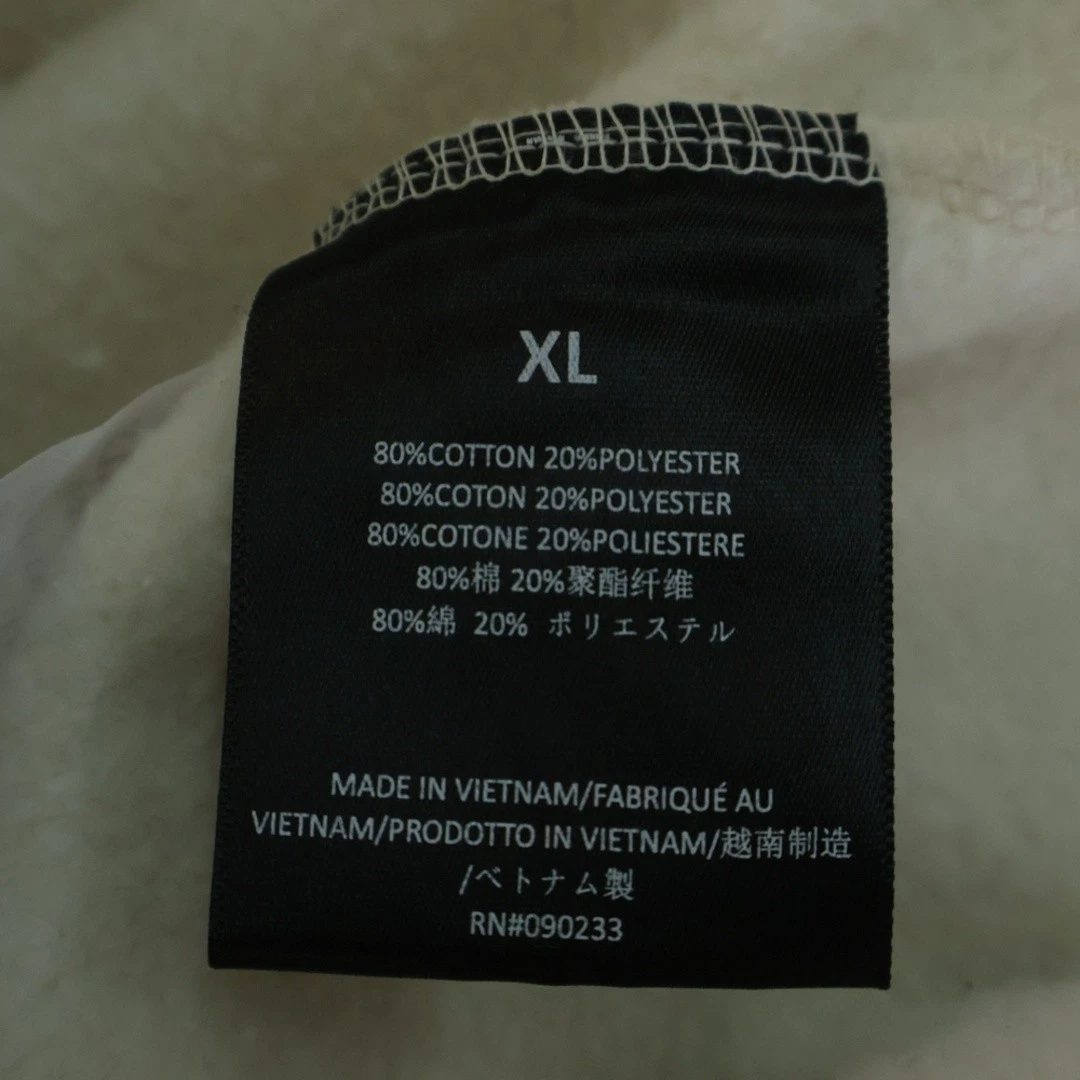 XL
80%COTTON 20%POLYESTER
80%COTON 20%POLYESTER
80%COTONE 20%POLIESTERE
80%棉 20%聚酯纤维
80%綿 20% ポリエステル
MADE IN VIETNAM/FABRIQUÉ AU
VIETNAM/PRODOTTO IN VIETNAM/越南制造
/ベトナム製
RN#090233